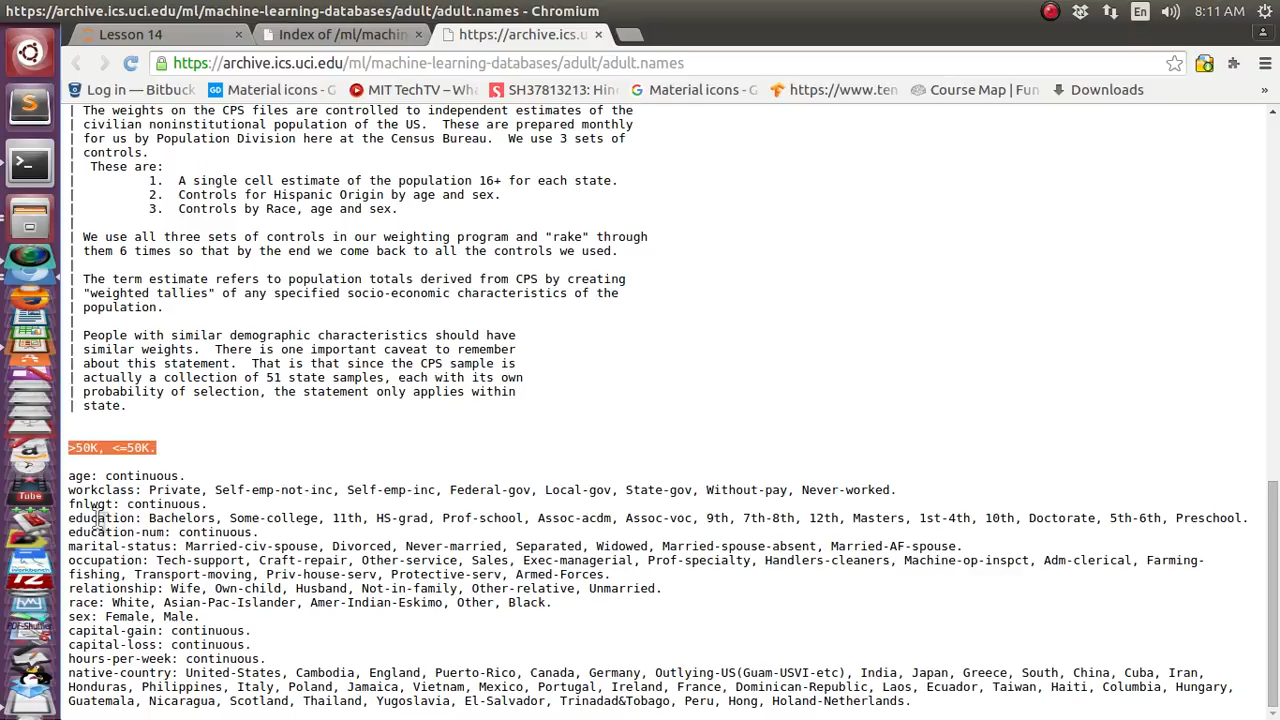 https://archive.ics.uci.edu/ml/machine-learning-databases/adult/adult.names - Chromium
En
8:11 AM
Lesson 14
Index of /ml/machin
https://archive.ics.u
https://archive.ics.uci.edu/ml/machine-learning-databases/adult/adult.names
Log in — Bitbuck
Material icons - G
MIT TechTV – Wa
SH37813213: Hin
Material icons - G
https://www.ten
Course Map | Fun
Downloads
»
| The weights on the CPS files are controlled to independent estimates of the
| civilian noninstitutional population of the US.  These are prepared monthly
| for us by Population Division here at the Census Bureau.  We use 3 sets of
| controls.
|  These are:
|          1.  A single cell estimate of the population 16+ for each state.
|          2.  Controls for Hispanic Origin by age and sex.
|          3.  Controls by Race, age and sex.
|
| We use all three sets of controls in our weighting program and "rake" through
| them 6 times so that by the end we come back to all the controls we used.
|
| The term estimate refers to population totals derived from CPS by creating
| "weighted tallies" of any specified socio-economic characteristics of the
| population.
|
| People with similar demographic characteristics should have
| similar weights.  There is one important caveat to remember
| about this statement.  That is that since the CPS sample is
| actually a collection of 51 state samples, each with its own
| probability of selection, the statement only applies within
| state.
>50K, <=50K.
age: continuous.
workclass: Private, Self-emp-not-inc, Self-emp-inc, Federal-gov, Local-gov, State-gov, Without-pay, Never-worked.
fnlwgt: continuous.
education: Bachelors, Some-college, 11th, HS-grad, Prof-school, Assoc-acdm, Assoc-voc, 9th, 7th-8th, 12th, Masters, 1st-4th, 10th, Doctorate, 5th-6th, Preschool.
education-num: continuous.
marital-status: Married-civ-spouse, Divorced, Never-married, Separated, Widowed, Married-spouse-absent, Married-AF-spouse.
occupation: Tech-support, Craft-repair, Other-service, Sales, Exec-managerial, Prof-specialty, Handlers-cleaners, Machine-op-inspct, Adm-clerical, Farming-
fishing, Transport-moving, Priv-house-serv, Protective-serv, Armed-Forces.
relationship: Wife, Own-child, Husband, Not-in-family, Other-relative, Unmarried.
race: White, Asian-Pac-Islander, Amer-Indian-Eskimo, Other, Black.
sex: Female, Male.
capital-gain: continuous.
capital-loss: continuous.
hours-per-week: continuous.
native-country: United-States, Cambodia, England, Puerto-Rico, Canada, Germany, Outlying-US(Guam-USVI-etc), India, Japan, Greece, South, China, Cuba, Iran,
Honduras, Philippines, Italy, Poland, Jamaica, Vietnam, Mexico, Portugal, Ireland, France, Dominican-Republic, Laos, Ecuador, Taiwan, Haiti, Columbia, Hungary,
Guatemala, Nicaragua, Scotland, Thailand, Yugoslavia, El-Salvador, Trinadad&Tobago, Peru, Hong, Holand-Netherlands.